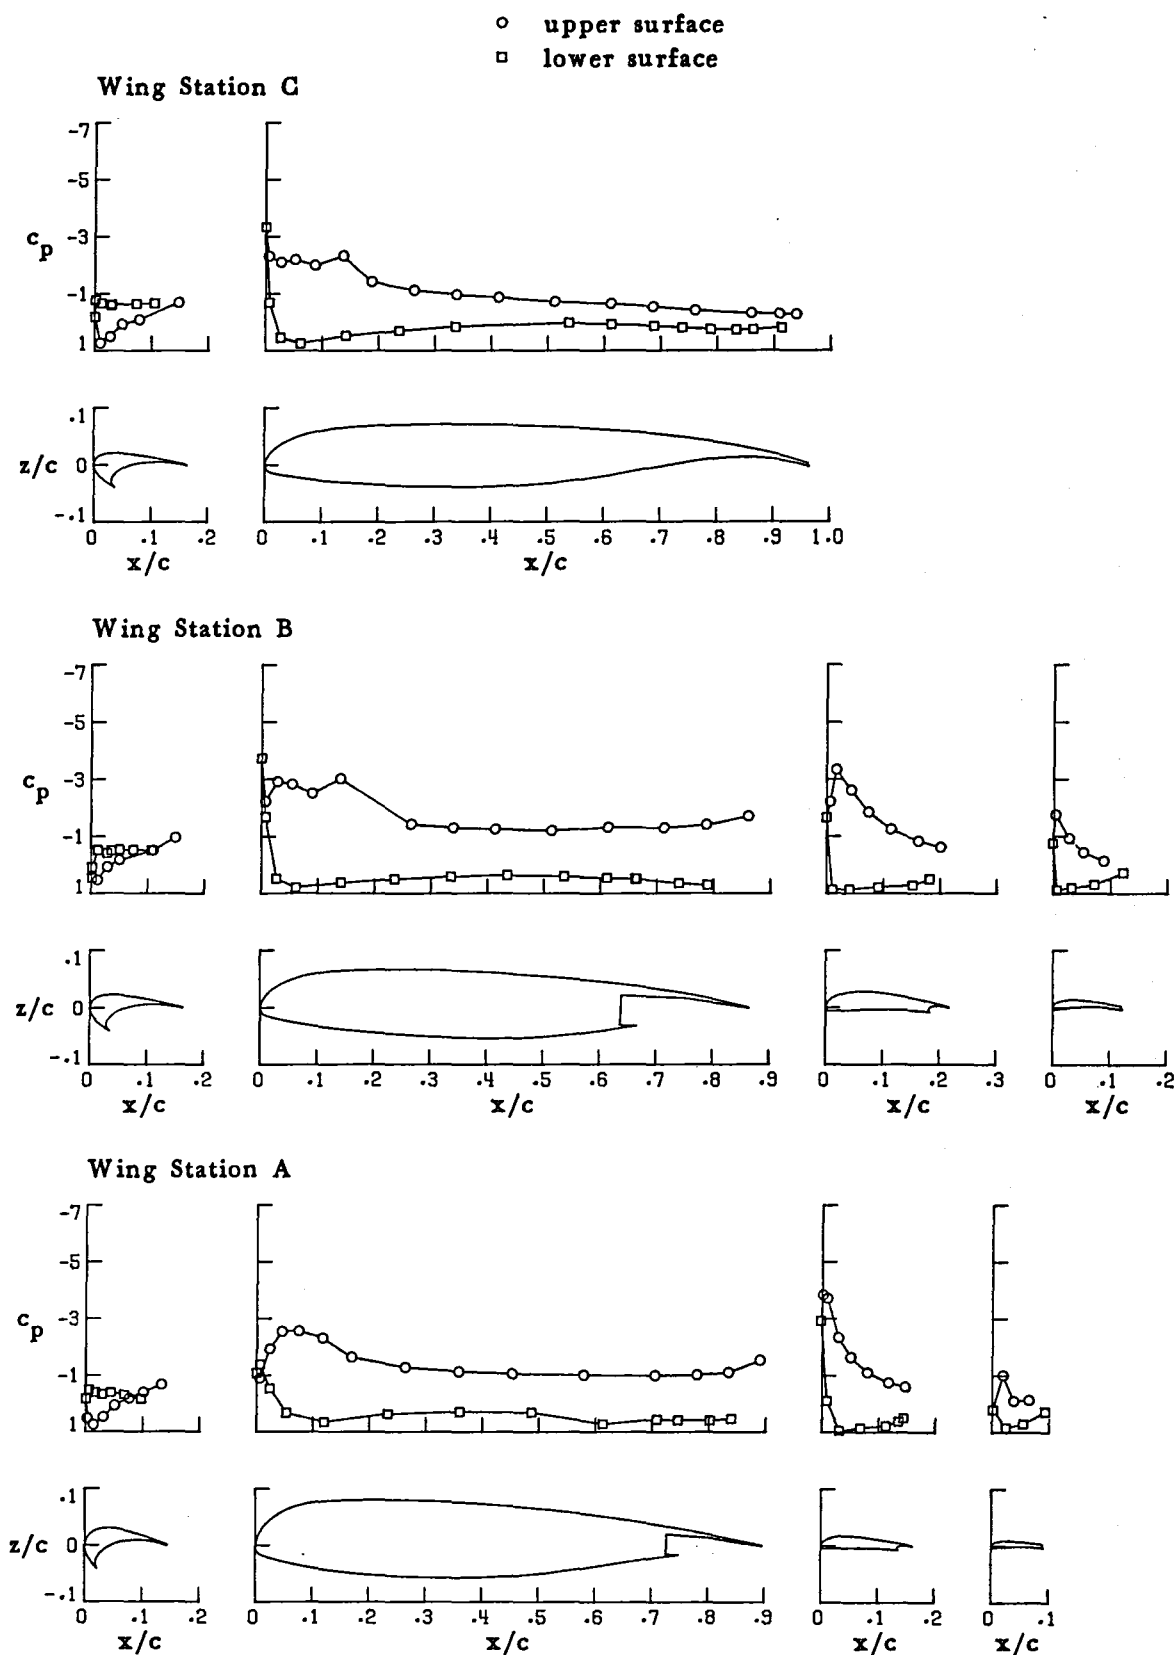 upper surface
lower surface
Wing Station C
-7
-5
-3
-1
1
c_p
.1
z/c 0
-.1
0 .1 .2 0 .1 .2 .3 .4 .5 .6 .7 .8 .9 1.0
x/c x/c
Wing Station B
-7
-5
-3
-1
1
c_p
.1
z/c 0
-.1
0 .1 .2 0 .1 .2 .3 .4 .5 .6 .7 .8 .9 0 .1 .2 .3 0 .1 .2
x/c x/c x/c x/c
Wing Station A
-7
-5
-3
-1
1
c_p
.1
z/c 0
-.1
0 .1 .2 0 .1 .2 .3 .4 .5 .6 .7 .8 .9 0 .1 .2 0 .1
x/c x/c x/c x/c